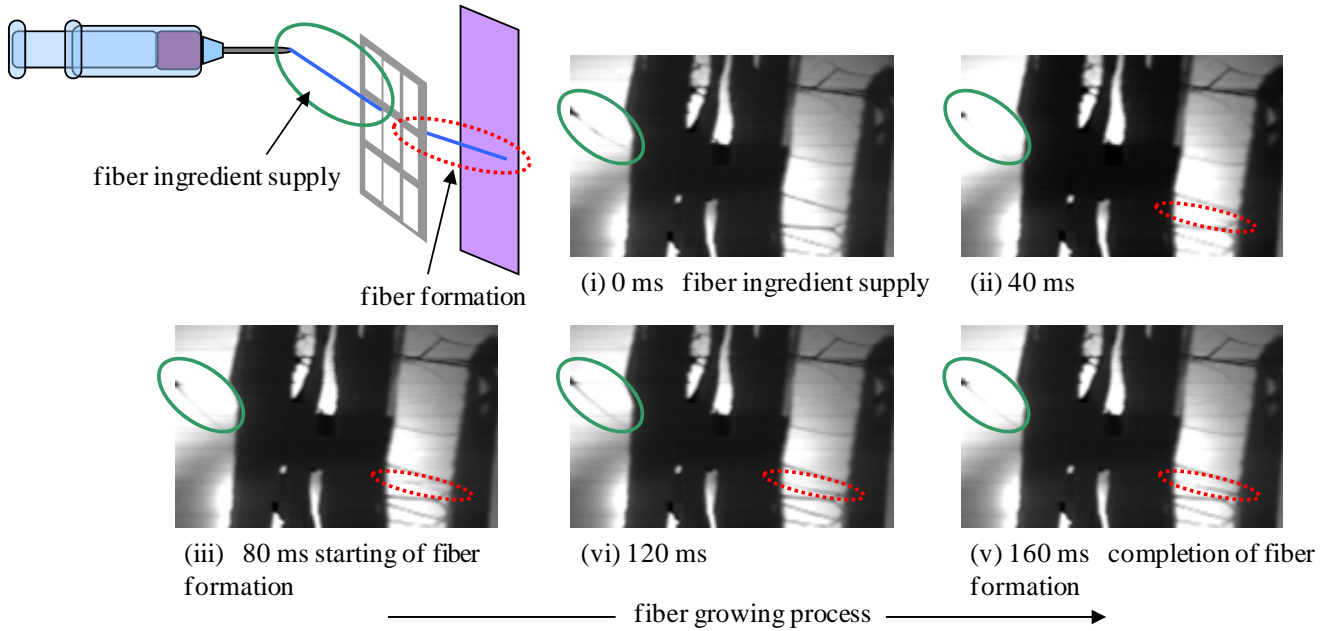 fiber ingredient supply
fiber formation
(i) 0 ms fiber ingredient supply
(ii) 40 ms
(iii) 80 ms starting of fiber
formation
(vi) 120 ms
(v) 160 ms completion of fiber
formation
fiber growing process